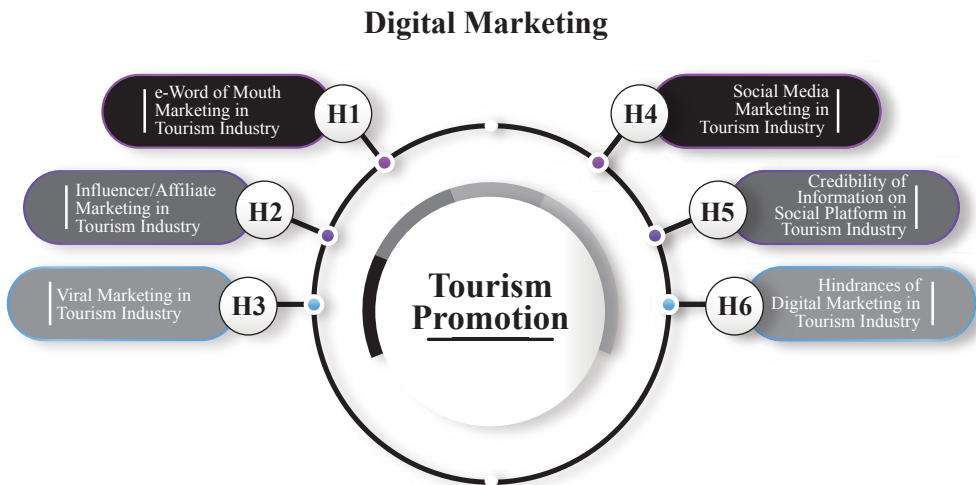 Digital Marketing
e-Word of Mouth
Marketing in
Tourism Industry
H1
Influencer/Affiliate
Marketing in
Tourism Industry
H2
Viral Marketing in
Tourism Industry
H3
Tourism
Promotion
H4
Social Media
Marketing in
Tourism Industry
H5
Credibility of
Information on
Social Platform in
Tourism Industry
H6
Hindrances of
Digital Marketing in
Tourism Industry